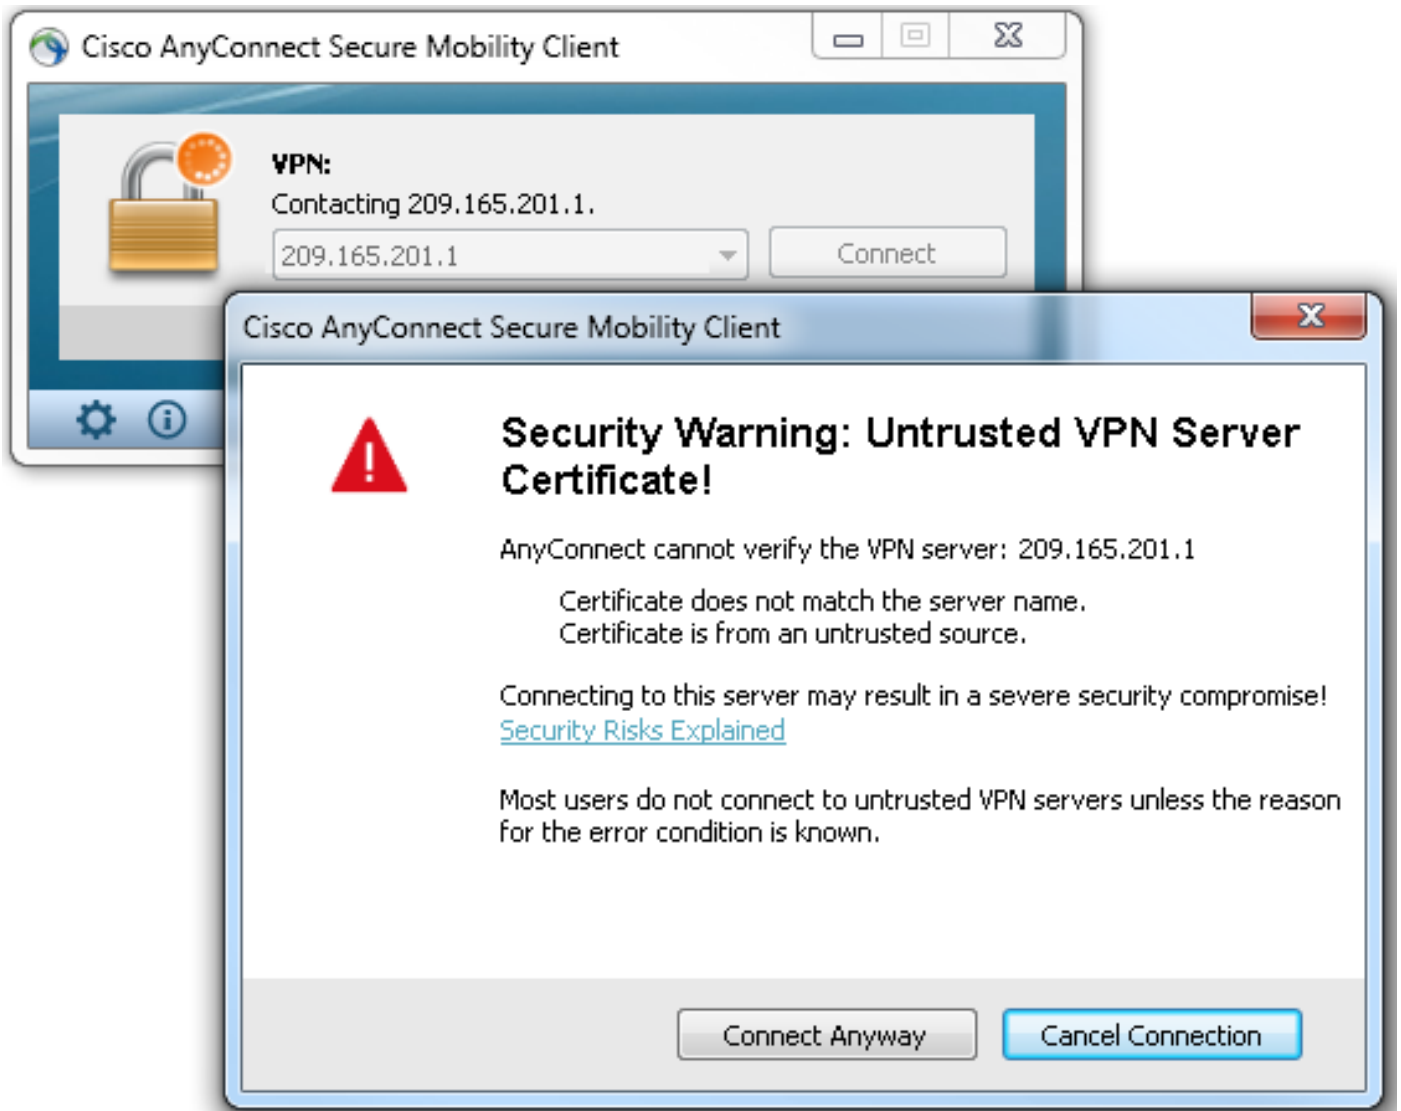 Cisco AnyConnect Secure Mobility Client
VPN:
Contacting 209.165.201.1.
209.165.201.1
Connect
Cisco AnyConnect Secure Mobility Client
Security Warning: Untrusted VPN Server
Certificate!
AnyConnect cannot verify the VPN server: 209.165.201.1
Certificate does not match the server name.
Certificate is from an untrusted source.
Connecting to this server may result in a severe security compromise!
Security Risks Explained
Most users do not connect to untrusted VPN servers unless the reason
for the error condition is known.
Connect Anyway
Cancel Connection